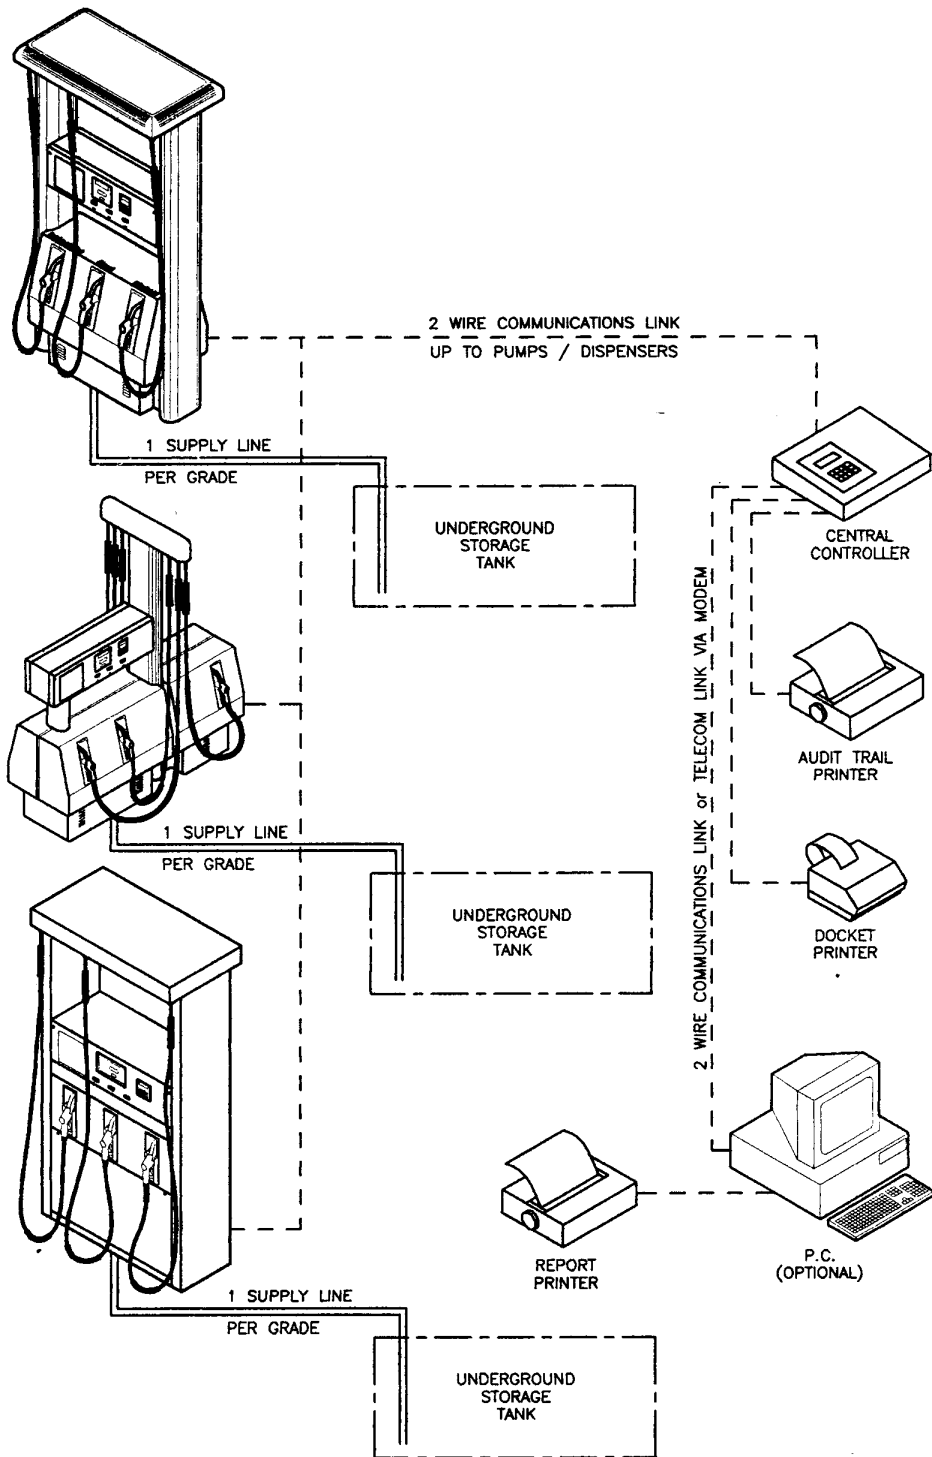 2 WIRE COMMUNICATIONS LINK
UP TO PUMPS / DISPENSERS
1 SUPPLY LINE
PER GRADE
UNDERGROUND
STORAGE
TANK
CENTRAL
CONTROLLER
2 WIRE COMMUNICATIONS LINK or TELECOM LINK VIA MODEM
AUDIT TRAIL
PRINTER
1 SUPPLY LINE
PER GRADE
UNDERGROUND
STORAGE
TANK
DOCKET
PRINTER
REPORT
PRINTER
P.C.
(OPTIONAL)
1 SUPPLY LINE
PER GRADE
UNDERGROUND
STORAGE
TANK